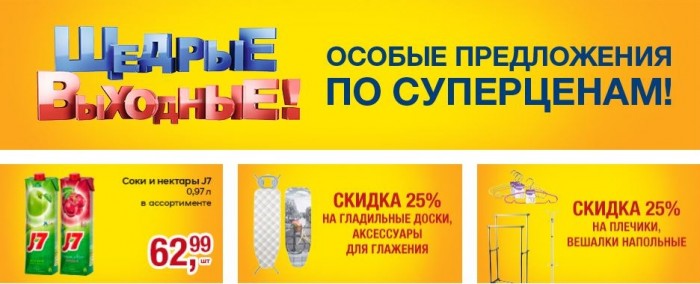 Щедрые
Выходные!
ОСОБЫЕ ПРЕДЛОЖЕНИЯ
ПО СУПЕРЦЕНАМ!
Соки и нектары J7
0,97л
в ассортименте
J7
J7
62,99
шт
СКИДКА 25%
НА ГЛАДИЛЬНЫЕ ДОСКИ,
АКСЕССУАРЫ
ДЛЯ ГЛАЖЕНИЯ
СКИДКА 25%
НА ПЛЕЧИКИ,
ВЕШАЛКИ НАПОЛЬНЫЕ